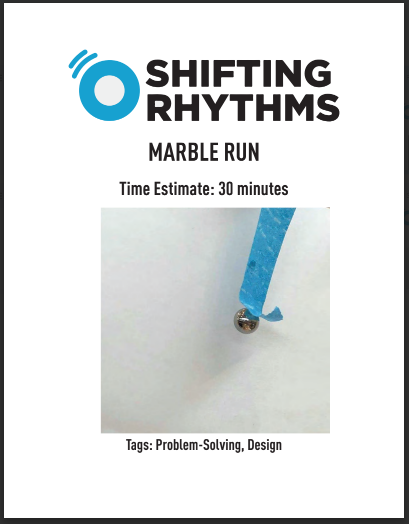 SHIFTING
RHYTHMS
MARBLE RUN
Time Estimate: 30 minutes
Tags: Problem-Solving, Design